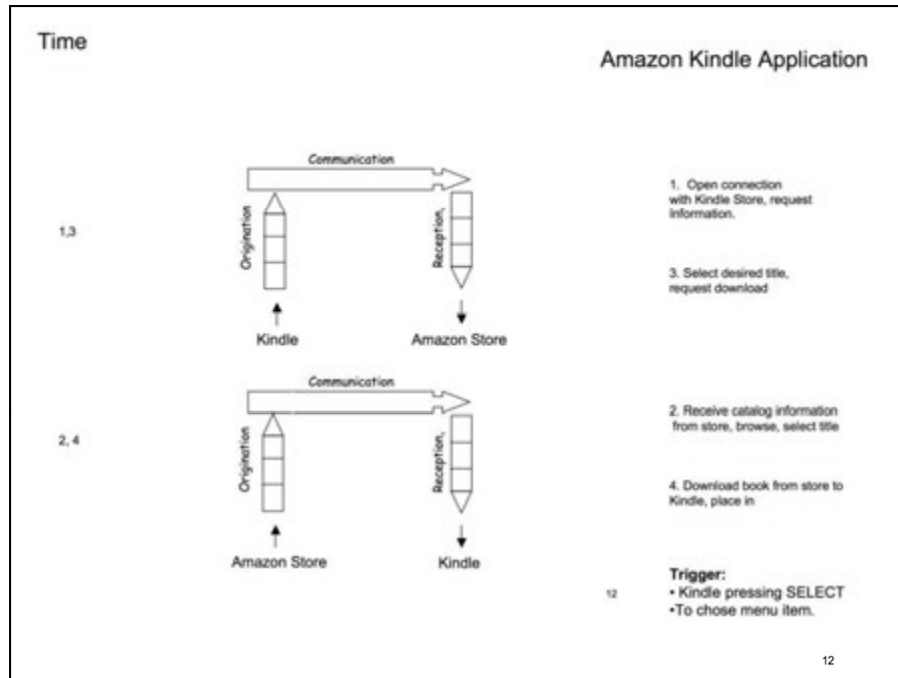 Time
Amazon Kindle Application
Communication
Origination
Reception,
1. Open connection
with Kindle Store, request
Information.
1,3
3. Select desired title,
request download
Kindle
Amazon Store
Communication
Origination
Reception,
2. Receive catalog information
from store, browse, select title
2, 4
4. Download book from store to
Kindle, place in
Amazon Store
Kindle
Trigger:
• Kindle pressing SELECT
•To chose menu item.
12
12